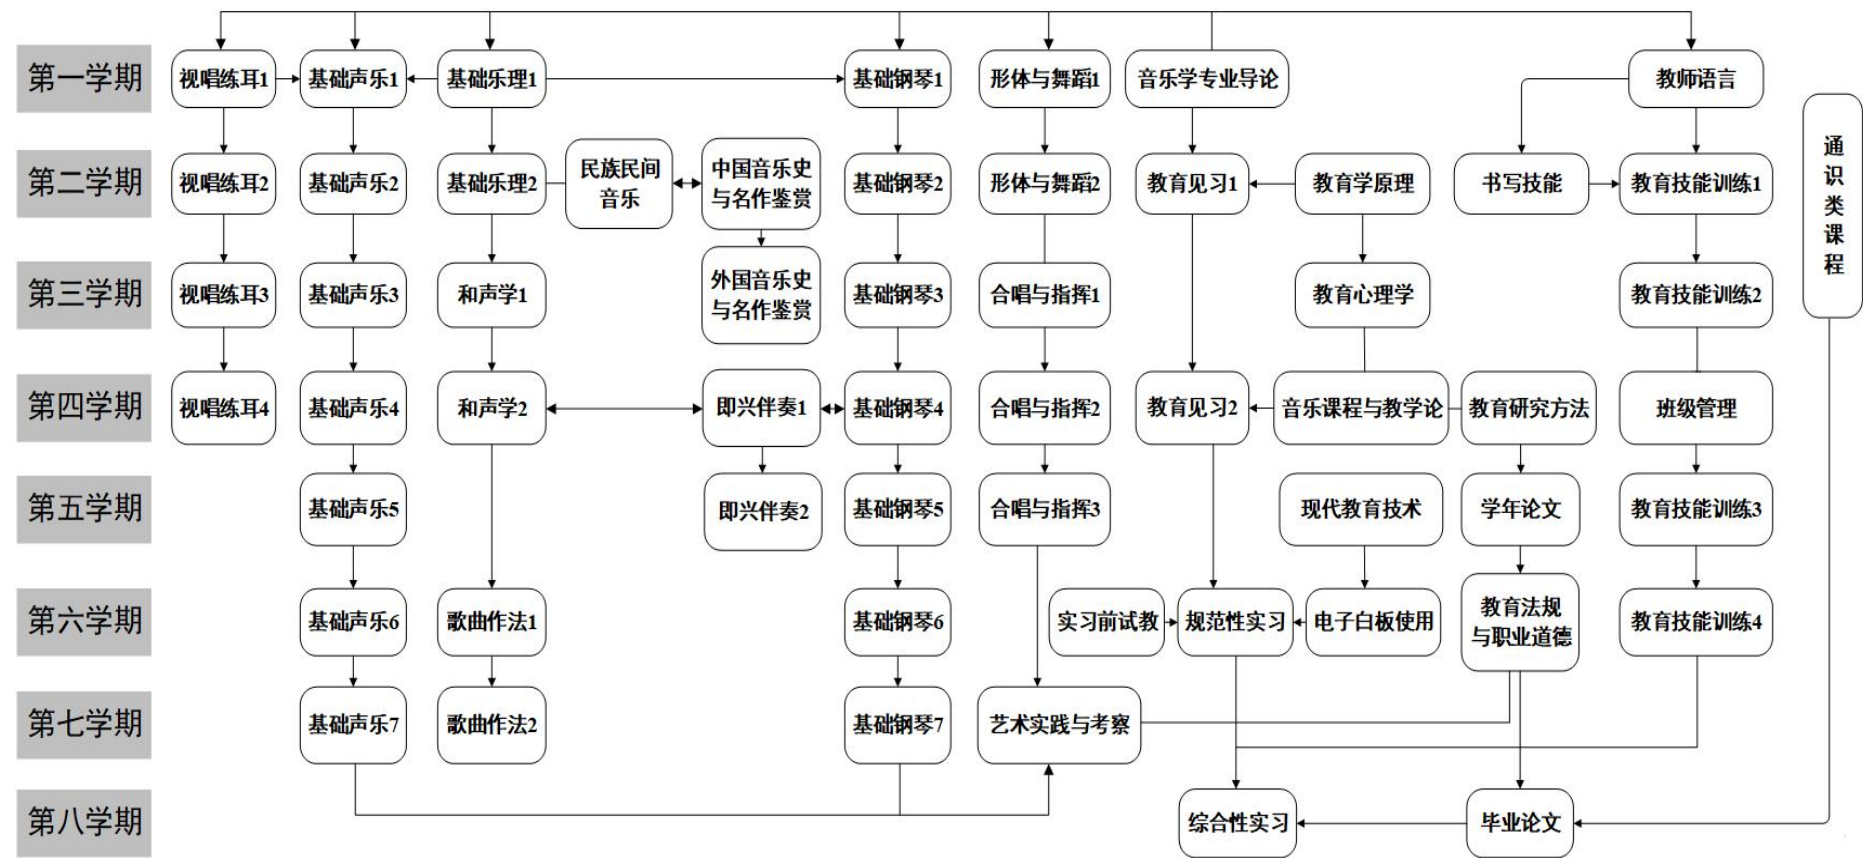 第一学期
视唱练耳1
基础声乐1
基础乐理1
基础钢琴1
形体与舞蹈1
音乐学专业导论
教师语言
通
识
类
课
程
第二学期
视唱练耳2
基础声乐2
基础乐理2
民族民间
音乐
中国音乐史
与名作鉴赏
基础钢琴2
形体与舞蹈2
教育见习1
教育学原理
书写技能
教育技能训练1
第三学期
视唱练耳3
基础声乐3
和声学1
外国音乐史
与名作鉴赏
基础钢琴3
合唱与指挥1
教育心理学
教育技能训练2
第四学期
视唱练耳4
基础声乐4
和声学2
即兴伴奏1
基础钢琴4
合唱与指挥2
教育见习2
音乐课程与教学论
教育研究方法
班级管理
第五学期
基础声乐5
即兴伴奏2
基础钢琴5
合唱与指挥3
现代教育技术
学年论文
教育技能训练3
第六学期
基础声乐6
歌曲作法1
基础钢琴6
实习前试教
规范性实习
电子白板使用
教育法规
与职业道德
教育技能训练4
第七学期
基础声乐7
歌曲作法2
基础钢琴7
艺术实践与考察
第八学期
综合性实习
毕业论文